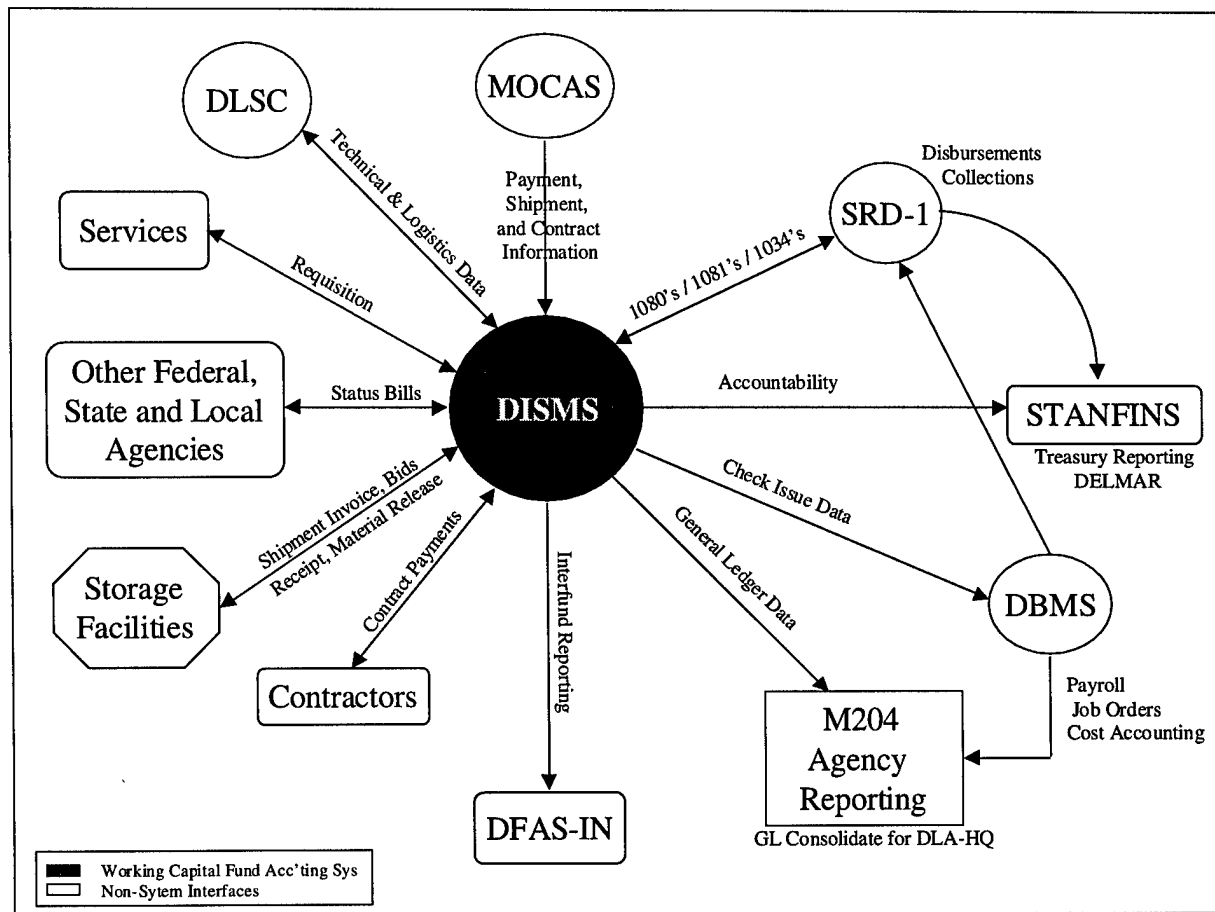 DLSC
MOCAS
Technical & Logistics Data
Payment,
Shipment,
and Contract
Information
Disbursements
Collections
SRD-1
1080's / 1081's / 1034's
Services
Requisition
Other Federal,
State and Local
Agencies
Status Bills
DISMS
Accountability
STANFINS
Treasury Reporting
DELMAR
Check Issue Data
Shipment Invoice, Bids
Receipt, Material Release
Storage
Facilities
Contract Payments
Contractors
Interfund Reporting
General Ledger Data
DBMS
Payroll
Job Orders
Cost Accounting
M204
Agency
Reporting
GL Consolidate for DLA-HQ
DFAS-IN
Working Capital Fund Acc'ting Sys
Non-Sytem Interfaces